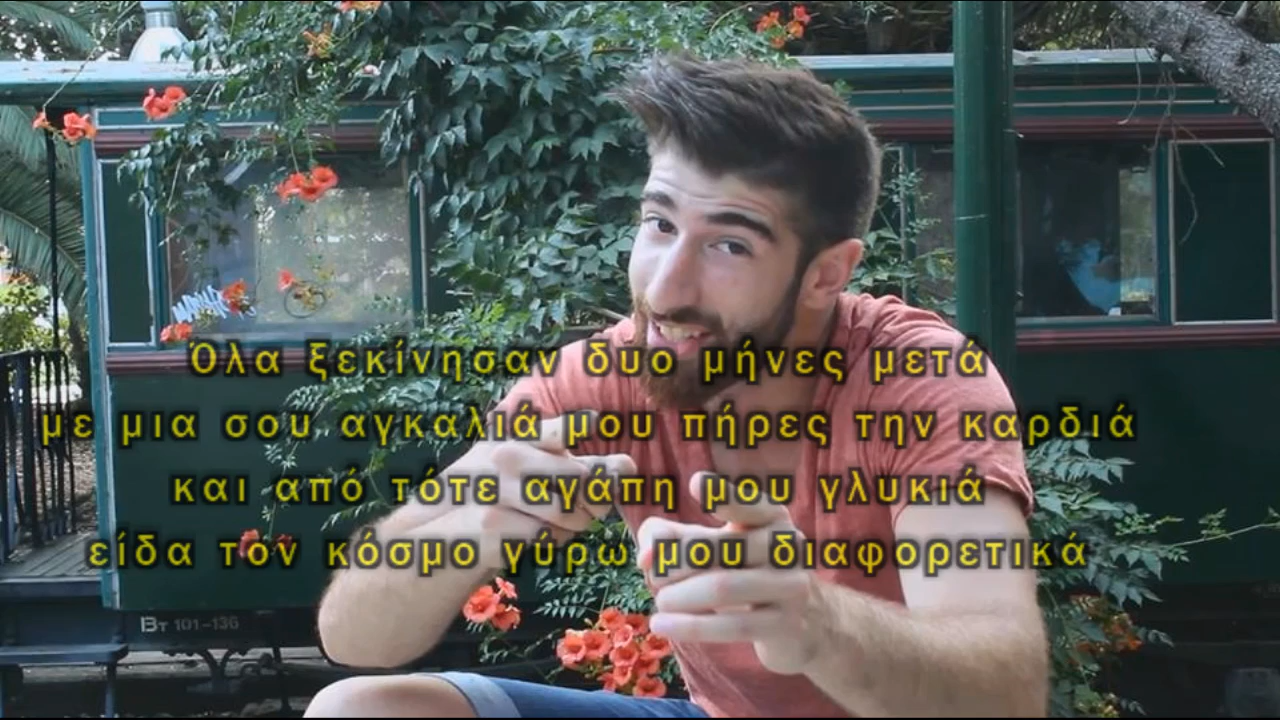 Όλα ξεκίνησαν δυο μήνες μετά
με μια σου αγκαλιά μου πήρες την καρδιά
και από τότε αγάπη μου γλυκιά
είδα τον κόσμο γύρω μου διαφορετικά
Βτ 101-136